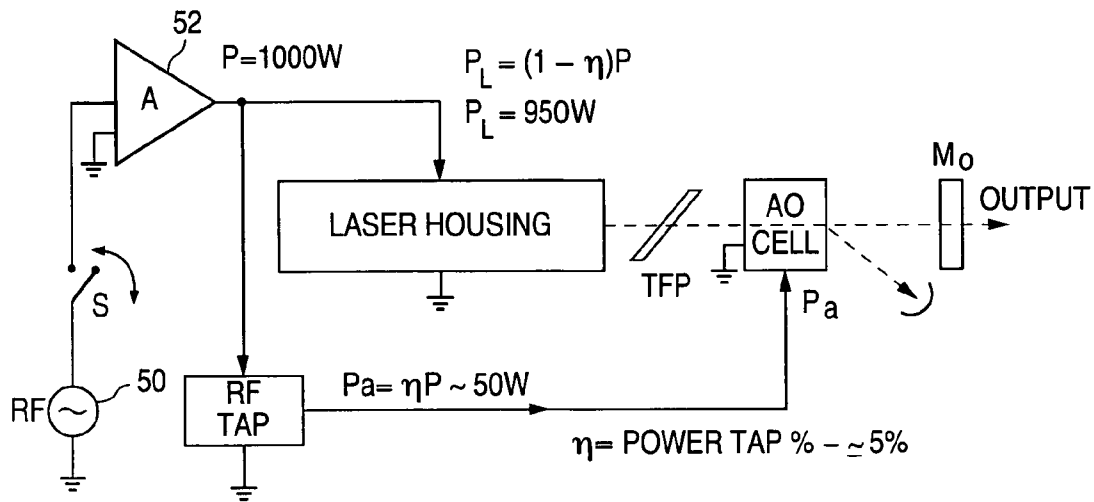 52
P=1000W
P_L = (1 – η)P
P_L = 950W
A
LASER HOUSING
TFP
AO
CELL
M_O
OUTPUT
S
RF
50
RF
TAP
Pa= ηP ~ 50W
P_a
η= POWER TAP % – ≃ 5%